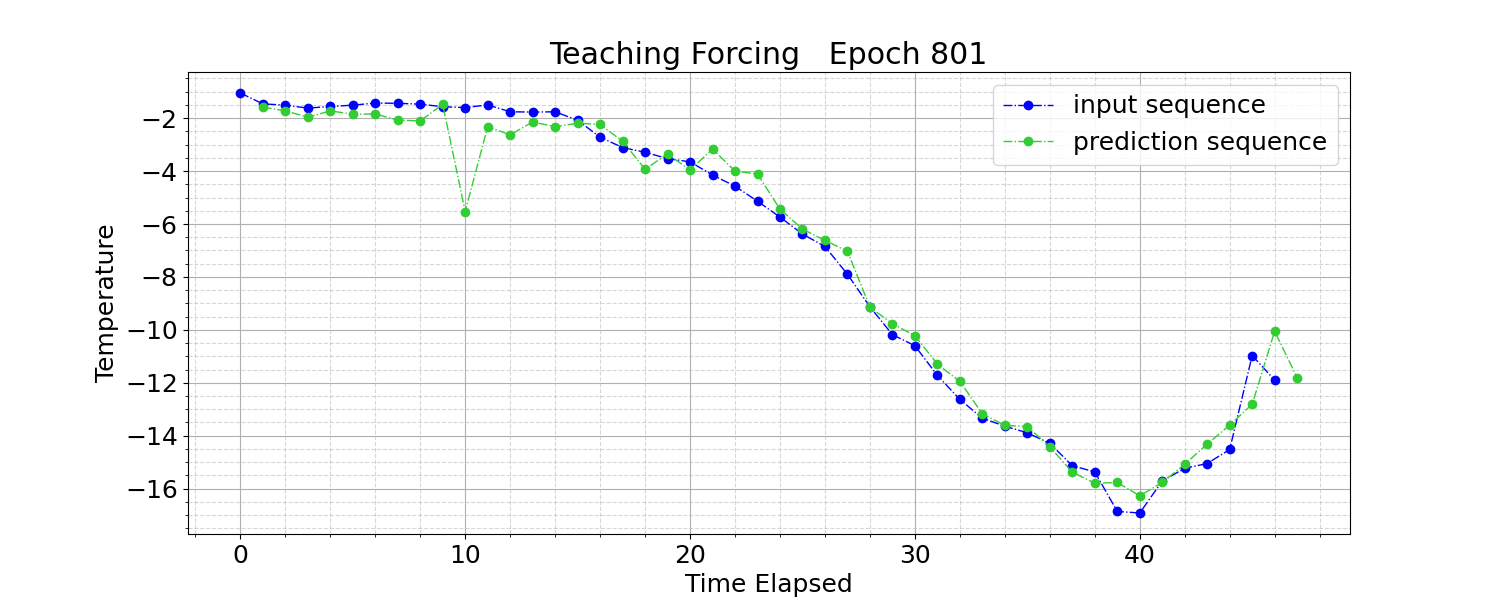 Teaching Forcing   Epoch 801
input sequence
prediction sequence
Temperature
−2
−4
−6
−8
−10
−12
−14
−16
0 10 20 30 40
Time Elapsed